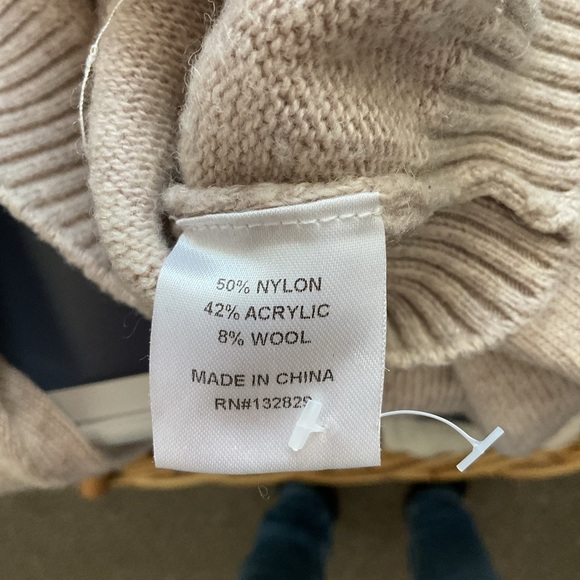 50% NYLON
42% ACRYLIC
8% WOOL
MADE IN CHINA
RN#132829